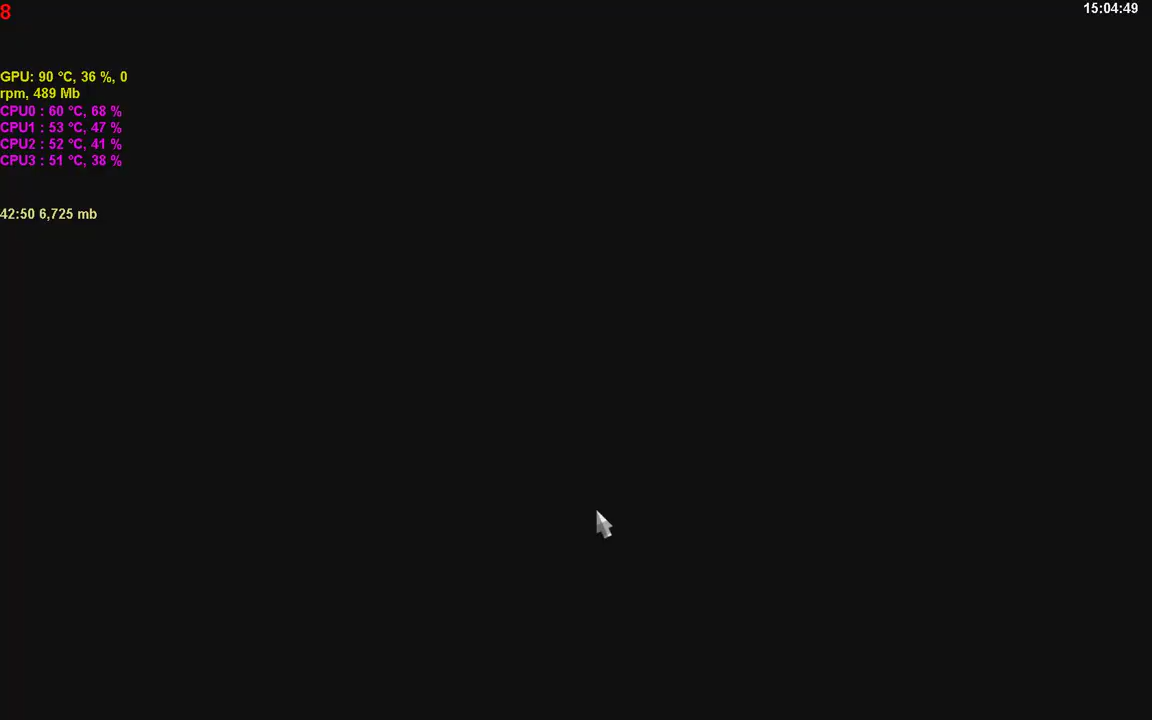 8
15:04:49
GPU: 90 °C, 36 %, 0
rpm, 489 Mb
CPU0 : 60 °C, 68 %
CPU1 : 53 °C, 47 %
CPU2 : 52 °C, 41 %
CPU3 : 51 °C, 38 %
42:50 6,725 mb